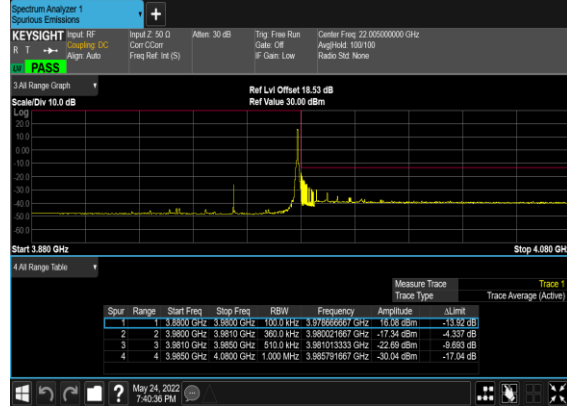 Spectrum Analyzer 1
Spurious Emissions
+
KEYSIGHT Input: RF Input Z: 50 Ω Atten: 30 dB Trig: Free Run Center Freq: 22.005000000 GHz
R T Coupling: DC Corr CCorr Gate: Off Avg|Hold: 100/100
Align: Auto Freq Ref: Int (S) IF Gain: Low Radio Std: None
LW PASS
3 All Range Graph
Ref Lvl Offset 18.53 dB
Scale/Div 10.0 dB Ref Value 30.00 dBm
Log
20.0
10.0
0.00
-10.0
-20.0
-30.0
-40.0
-50.0
-60.0
Start 3.880 GHz Stop 4.080 GHz
4 All Range Table
Measure Trace Trace 1
Trace Type Trace Average (Active)
Spur Range Start Freq Stop Freq RBW Frequency Amplitude ΔLimit
1 1 3.8800 GHz 3.9800 GHz 100.0 kHz 3.978666667 GHz 16.08 dBm -13.92 dB
2 2 3.9800 GHz 3.9810 GHz 360.0 kHz 3.980021667 GHz -17.34 dBm -4.337 dB
3 3 3.9810 GHz 3.9850 GHz 510.0 kHz 3.981013333 GHz -22.69 dBm -9.693 dB
4 4 3.9850 GHz 4.0800 GHz 1.000 MHz 3.985791667 GHz -30.04 dBm -17.04 dB
? May 24, 2022
7:40:36 PM